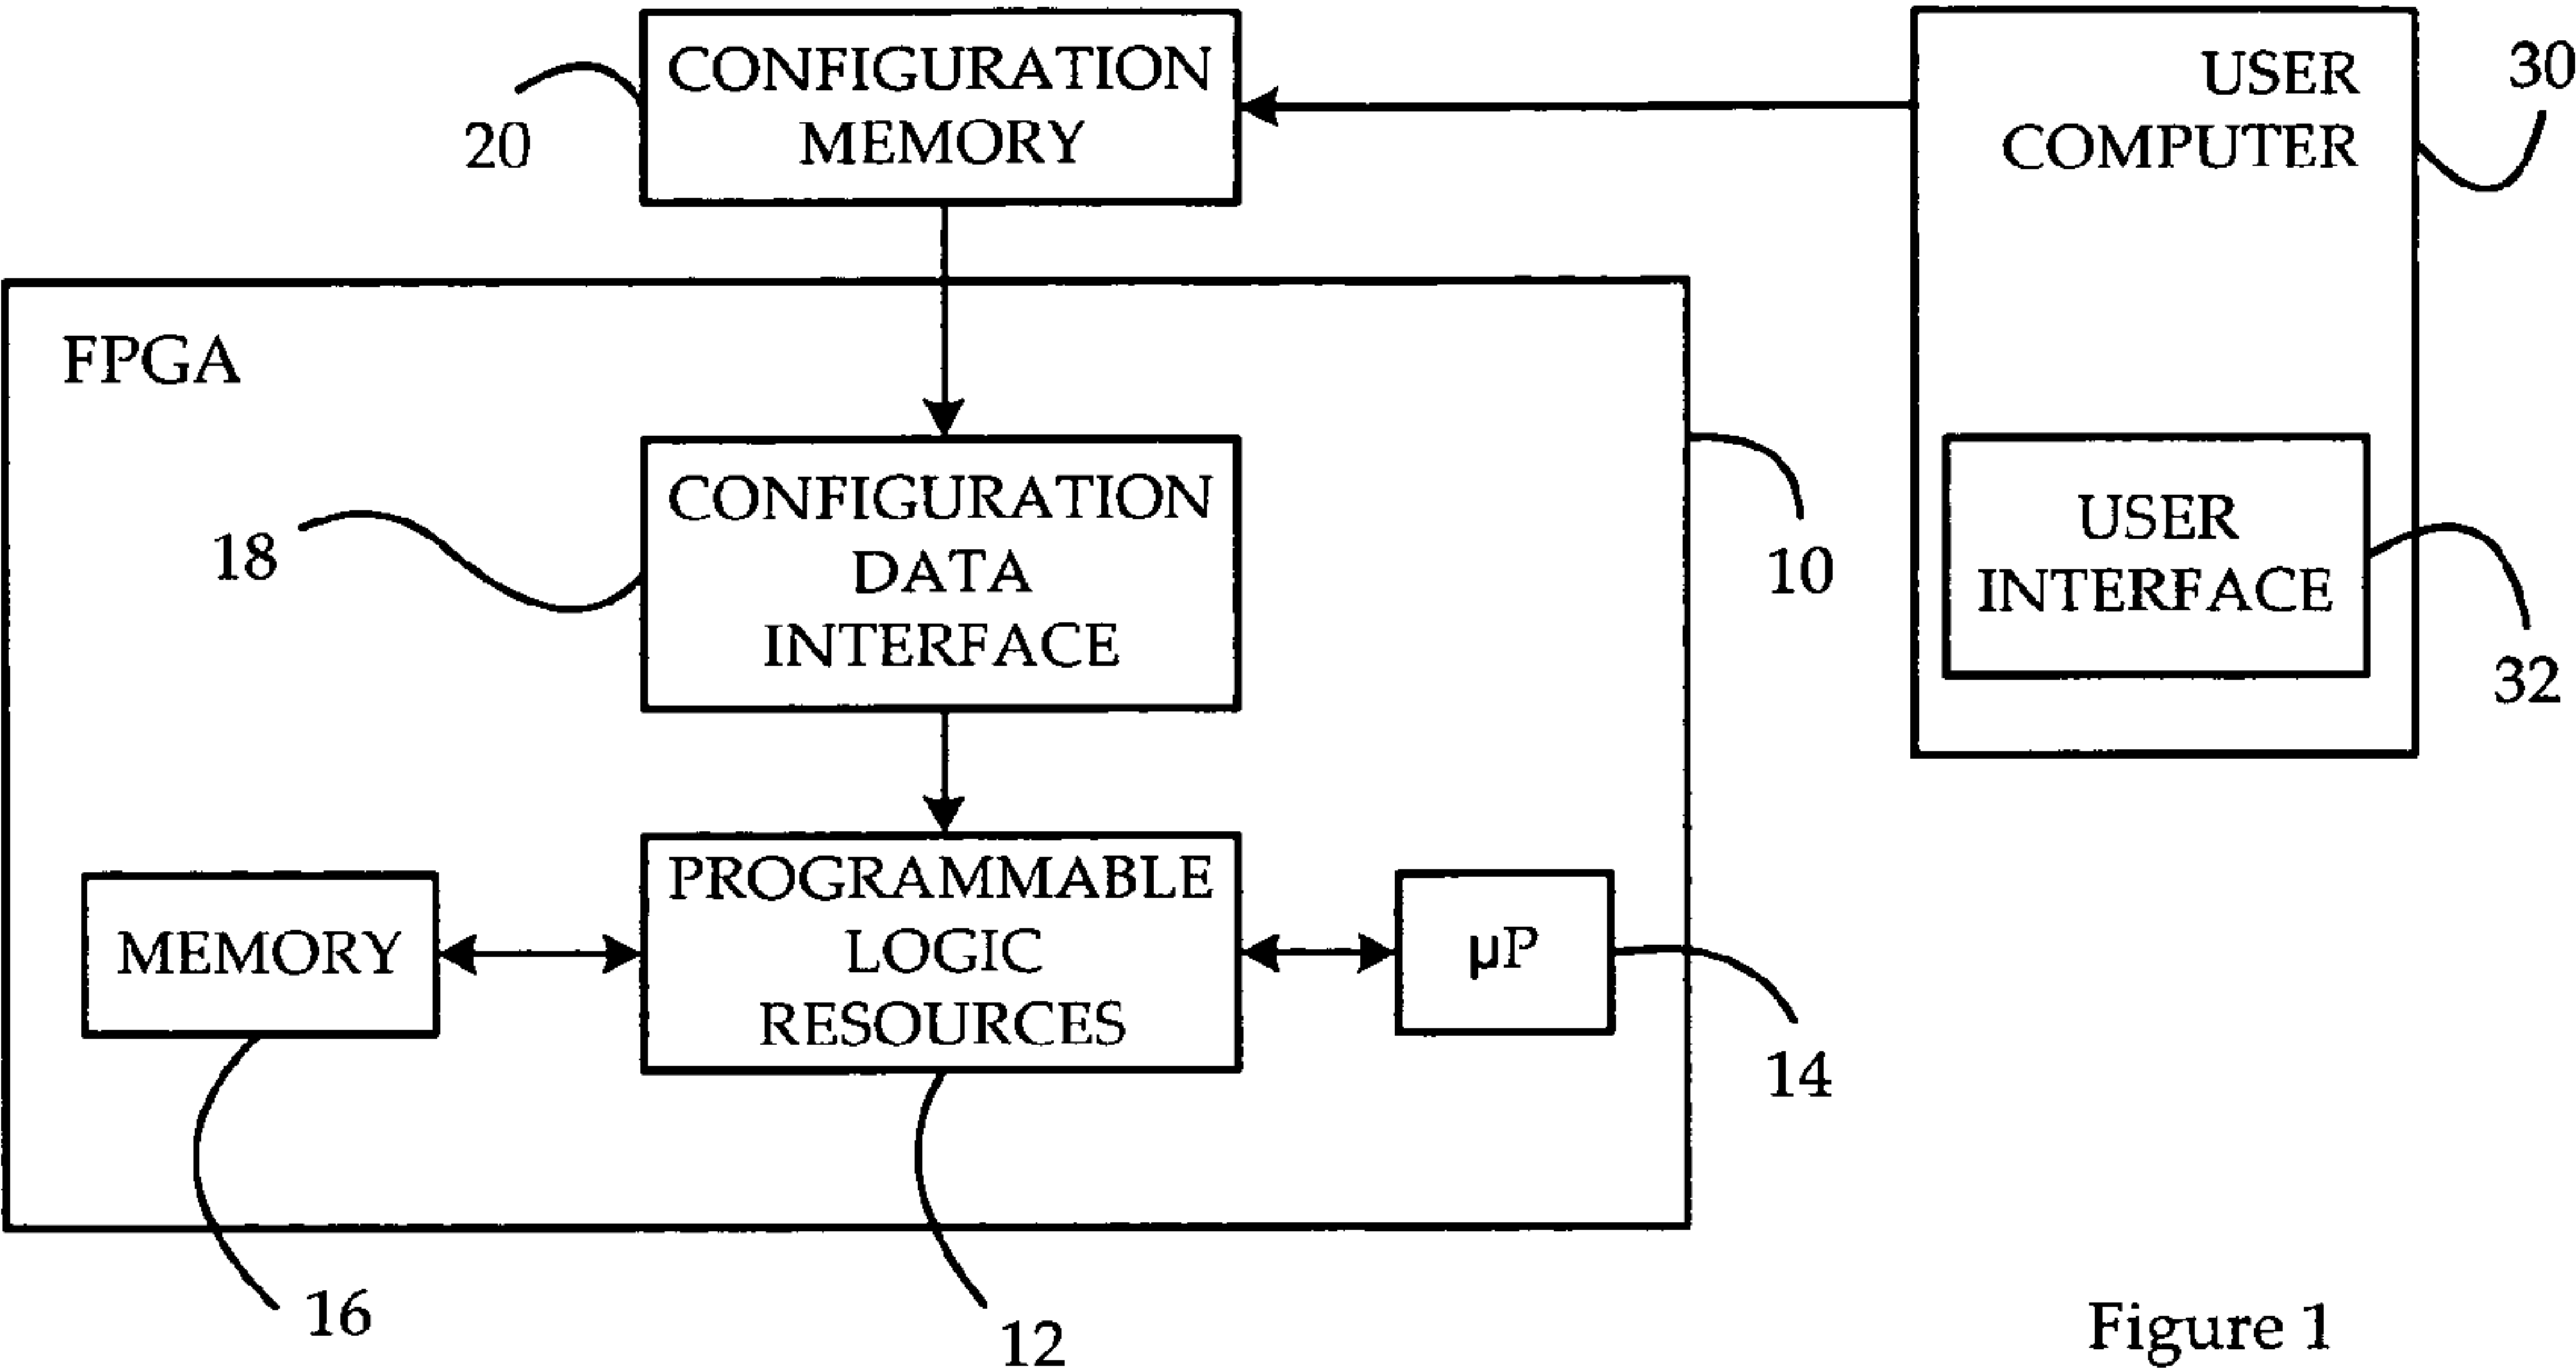 CONFIGURATION
MEMORY
20
USER
COMPUTER
30
FPGA
CONFIGURATION
DATA
INTERFACE
18
10
USER
INTERFACE
32
MEMORY
PROGRAMMABLE
LOGIC
RESOURCES
µP
14
16
12
Figure 1